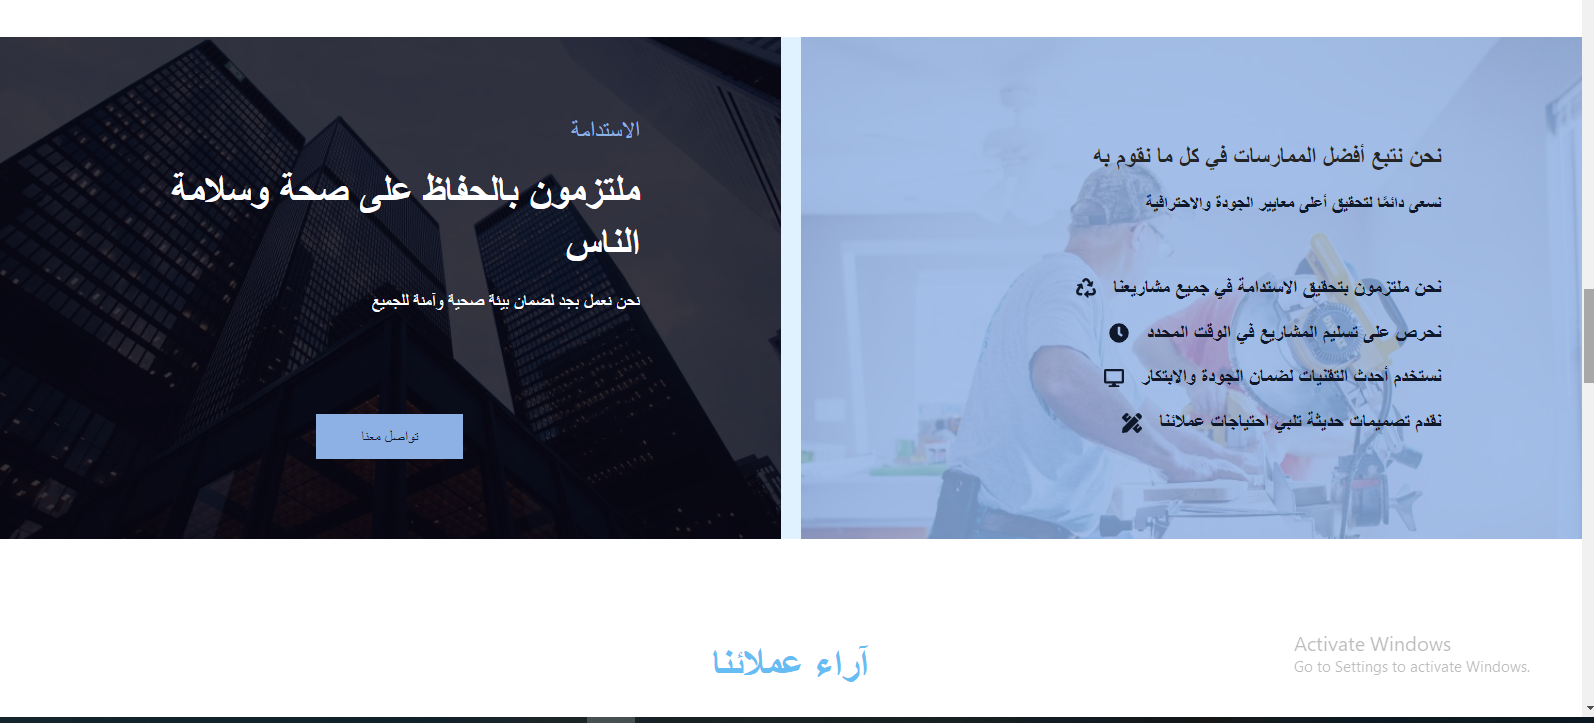 نحن نتبع أفضل الممارسات في كل ما نقوم به
نسعى دائمًا لتحقيق أعلى معايير الجودة والاحترافية
نحن ملتزمون بتحقيق الاستدامة في جميع مشاريعنا
نحرص على تسليم المشاريع في الوقت المحدد
نستخدم أحدث التقنيات لضمان الجودة والابتكار
نقدم تصميمات حديثة تلبي احتياجات عملائنا
الاستدامة
ملتزمون بالحفاظ على صحة وسلامة
الناس
نحن نعمل بجد لضمان بيئة صحية وآمنة للجميع
تواصل معنا
آراء عملائنا
Activate Windows
Go to Settings to activate Windows.